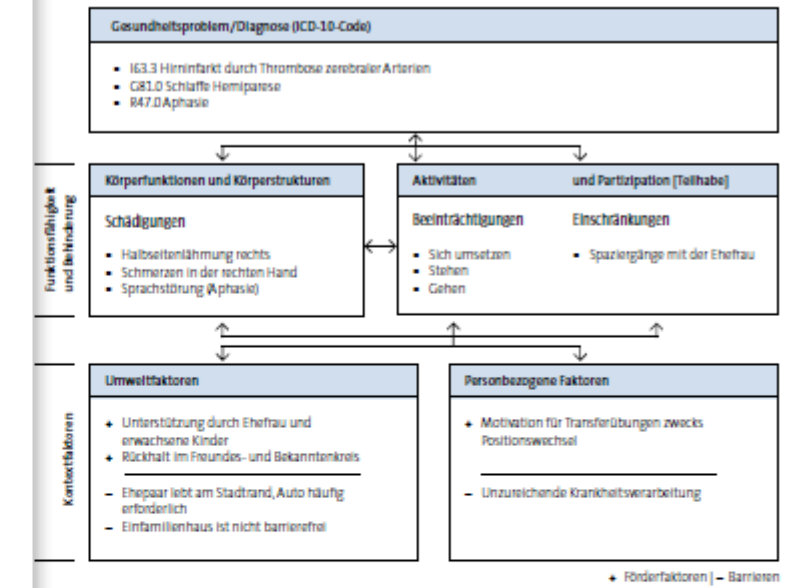 Gesundheitsproblem/Diagnose (ICD-10-Code)
▪ I63.3 Hirninfarkt durch Thrombose zerebraler Arterien
▪ G81.0 Schlaffe Hemiparese
▪ R47.0 Aphasie
Funktionsfähigkeit
und Behinderung
Körperfunktionen und Körperstrukturen
Schädigungen
▪ Halbseitenlähmung rechts
▪ Schmerzen in der rechten Hand
▪ Sprachstörung (Aphasie)
Aktivitäten und Partizipation [Teilhabe]
Beeinträchtigungen
▪ Sich umsetzen
▪ Stehen
▪ Gehen
Einschränkungen
▪ Spaziergänge mit der Ehefrau
Kontextfaktoren
Umweltfaktoren
+ Unterstützung durch Ehefrau und
erwachsene Kinder
+ Rückhalt im Freundes- und Bekanntenkreis
– Ehepaar lebt am Stadtrand, Auto häufig
erforderlich
– Einfamilienhaus ist nicht barrierefrei
Personbezogene Faktoren
+ Motivation für Transferübungen zwecks
Positionswechsel
– Unzureichende Krankheitsverarbeitung
+ Förderfaktoren | – Barrieren